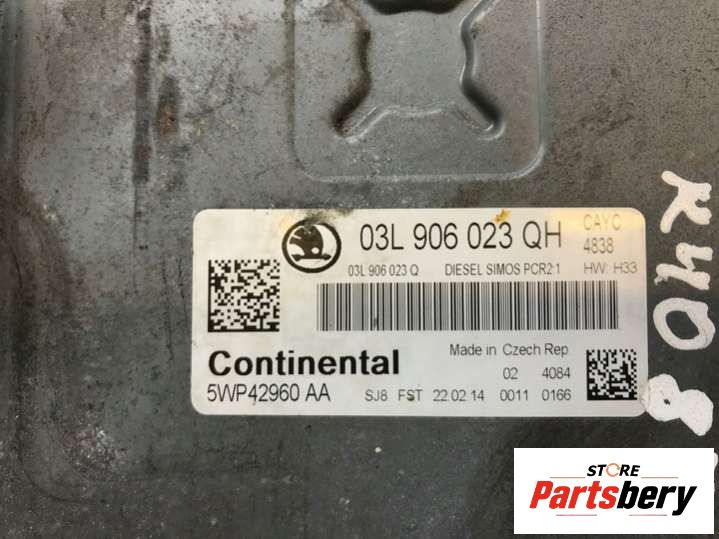 03L 906 023 QH
CAYC
4838
03L 906 023 Q DIESEL SIMOS PCR2.1 HW: H33
Continental
Made in Czech Rep
02 4084
5WP42960 AA
SJ8 FST 22.02.14 0011 0166
K408
STORE
Partsbery